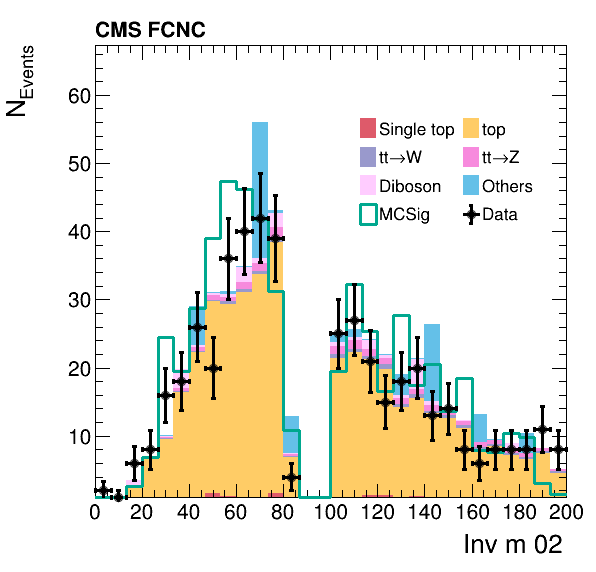 CMS FCNC
N Events
60
50
40
30
20
10
Single top
top
tt→W
tt→Z
Diboson
Others
MCSig
Data
0 20 40 60 80 100 120 140 160 180 200
Inv m 02